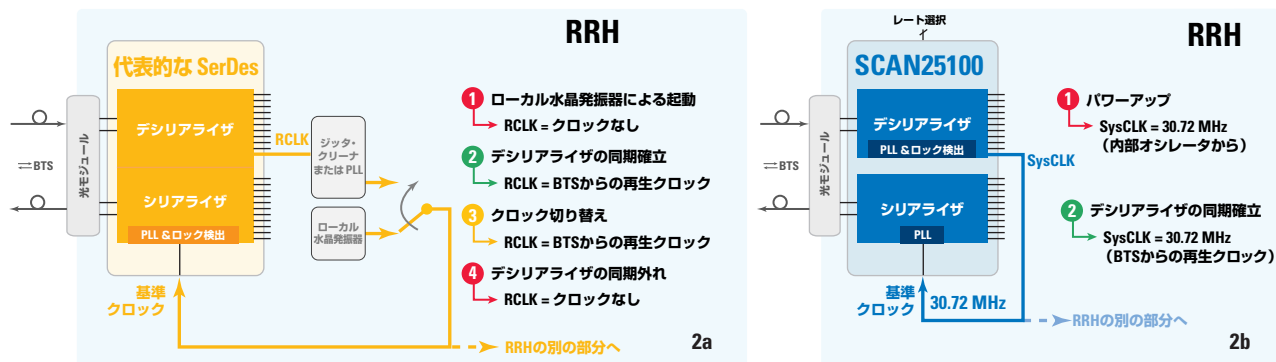 RRH
代表的な SerDes
デシリアライザ
シリアライザ
PLL &ロック検出
光モジュール
⇄BTS
RCLK
ジッタ・
クリーナ
または PLL
ローカル
水晶発振器
基準
クロック
1 ローカル水晶発振器による起動
RCLK = クロックなし
2 デシリアライザの同期確立
RCLK = BTSからの再生クロック
3 クロック切り替え
RCLK = BTSからの再生クロック
4 デシリアライザの同期外れ
RCLK = クロックなし
RRHの別の部分へ
2a
レート選択
RRH
SCAN25100
デシリアライザ
PLL &ロック検出
シリアライザ
PLL
光モジュール
⇄BTS
SysCLK
基準
クロック
30.72 MHz
1 パワーアップ
SysCLK = 30.72 MHz
（内部オシレータから）
2 デシリアライザの同期確立
SysCLK = 30.72 MHz
（BTSからの再生クロック）
RRHの別の部分へ
2b